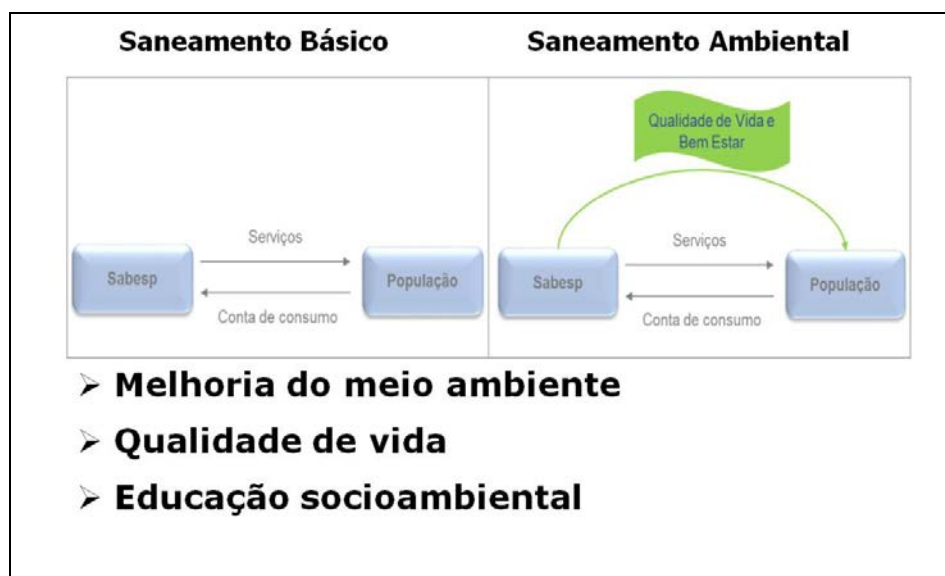 Saneamento Básico
Saneamento Ambiental
Serviços
Sabesp
População
Conta de consumo
Qualidade de Vida e
Bem Estar
Serviços
Sabesp
População
Conta de consumo
➢ Melhoria do meio ambiente
➢ Qualidade de vida
➢ Educação socioambiental